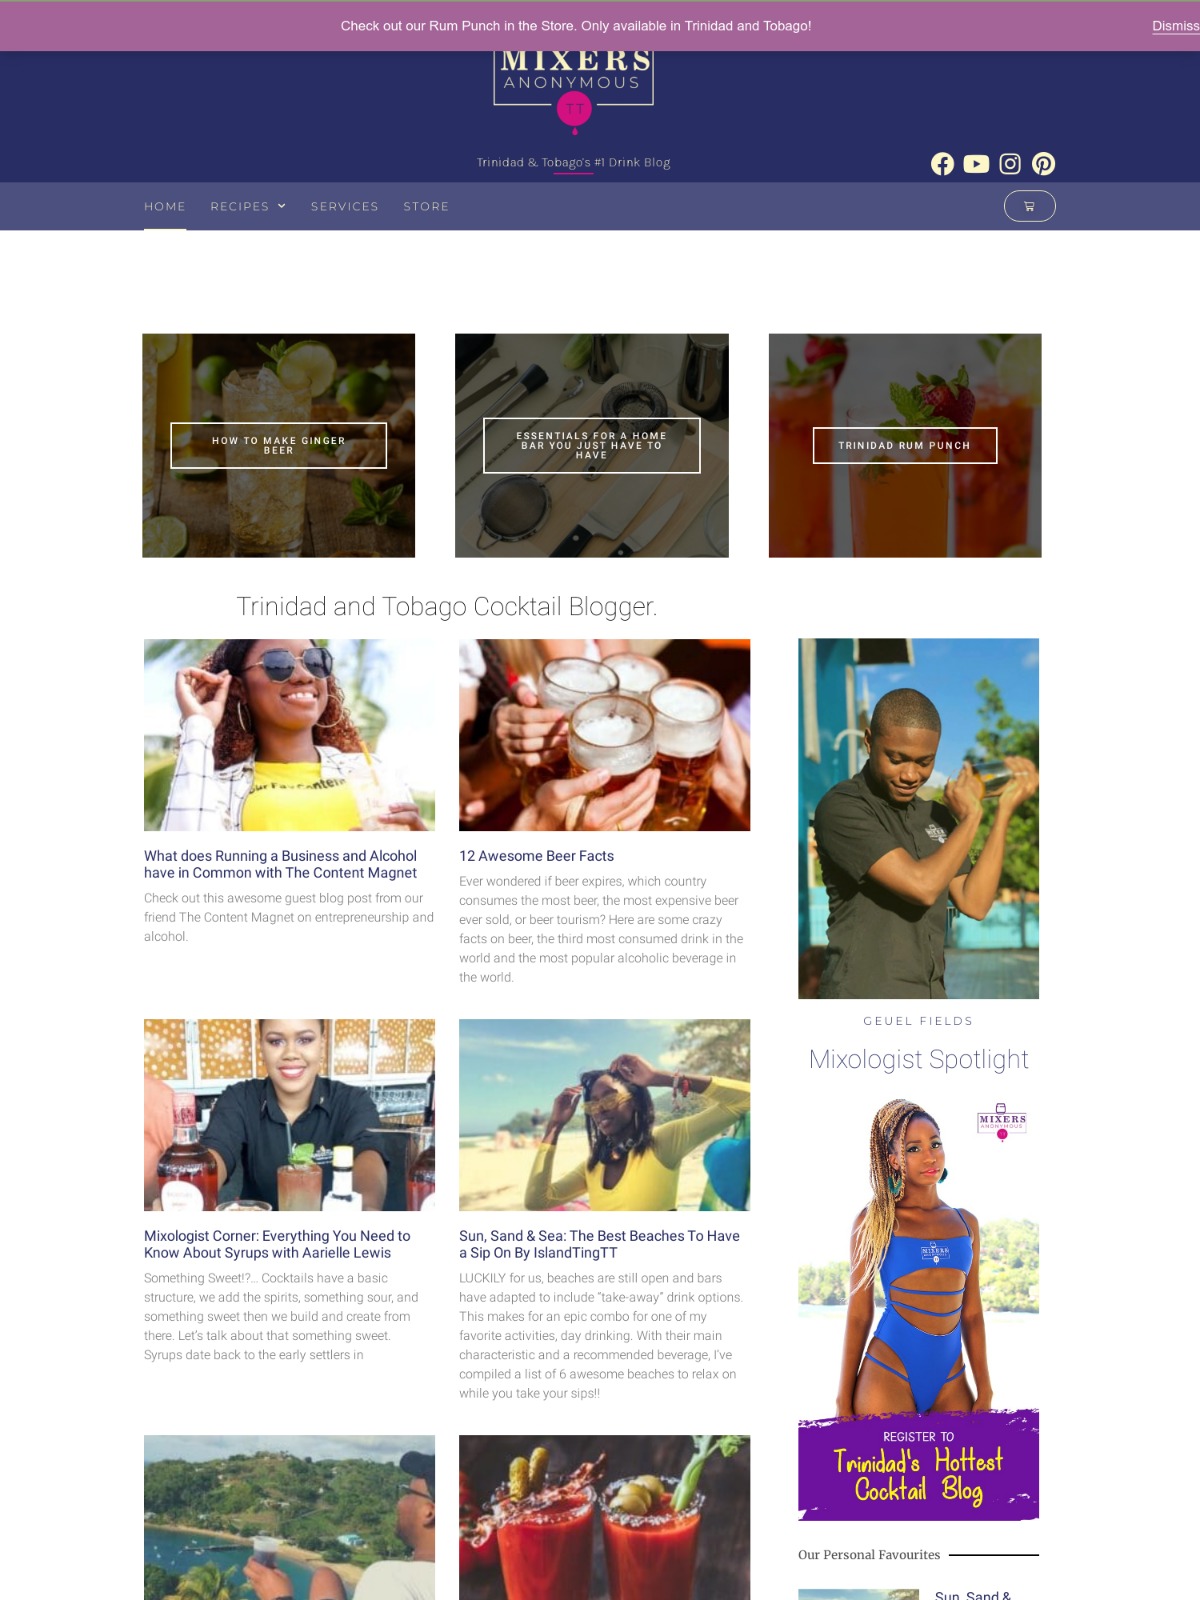 Check out our Rum Punch in the Store. Only available in Trinidad and Tobago!
Dismiss
MIXERS
ANONYMOUS
TT
Trinidad & Tobago's #1 Drink Blog
HOME
RECIPES
SERVICES
STORE
HOW TO MAKE GINGER
BEER
ESSENTIALS FOR A HOME
BAR YOU JUST HAVE TO
HAVE
TRINIDAD RUM PUNCH
Trinidad and Tobago Cocktail Blogger.
What does Running a Business and Alcohol
have in Common with The Content Magnet
Check out this awesome guest blog post from our
friend The Content Magnet on entrepreneurship and
alcohol.
12 Awesome Beer Facts
Ever wondered if beer expires, which country
consumes the most beer, the most expensive beer
ever sold, or beer tourism? Here are some crazy
facts on beer, the third most consumed drink in the
world and the most popular alcoholic beverage in
the world.
Mixologist Corner: Everything You Need to
Know About Syrups with Aarielle Lewis
Something Sweet!?... Cocktails have a basic
structure, we add the spirits, something sour, and
something sweet then we build and create from
there. Let's talk about that something sweet.
Syrups date back to the early settlers in
Sun, Sand & Sea: The Best Beaches To Have
a Sip On By IslandTingTT
LUCKILY for us, beaches are still open and bars
have adapted to include “take-away” drink options.
This makes for an epic combo for one of my
favorite activities, day drinking. With their main
characteristic and a recommended beverage, I've
compiled a list of 6 awesome beaches to relax on
while you take your sips!!
GEUEL FIELDS
Mixologist Spotlight
MIXERS
ANONYMOUS
MIXERS
REGISTER TO
Trinidad's Hottest
Cocktail Blog
Our Personal Favourites
Sun, Sand &